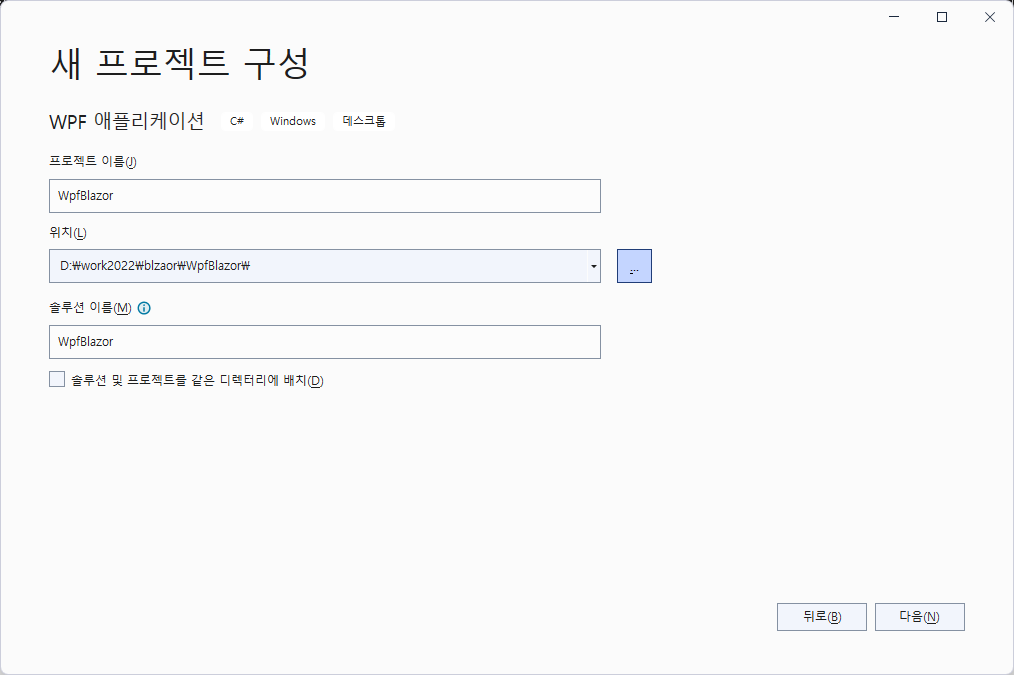 새 프로젝트 구성
WPF 애플리케이션 C# Windows 데스크톱
프로젝트 이름(J)
WpfBlazor
위치(L)
D:₩work2022₩blzaor₩WpfBlazor₩
...
솔루션 이름(M)
WpfBlazor
솔루션 및 프로젝트를 같은 디렉터리에 배치(D)
뒤로(B) 다음(N)